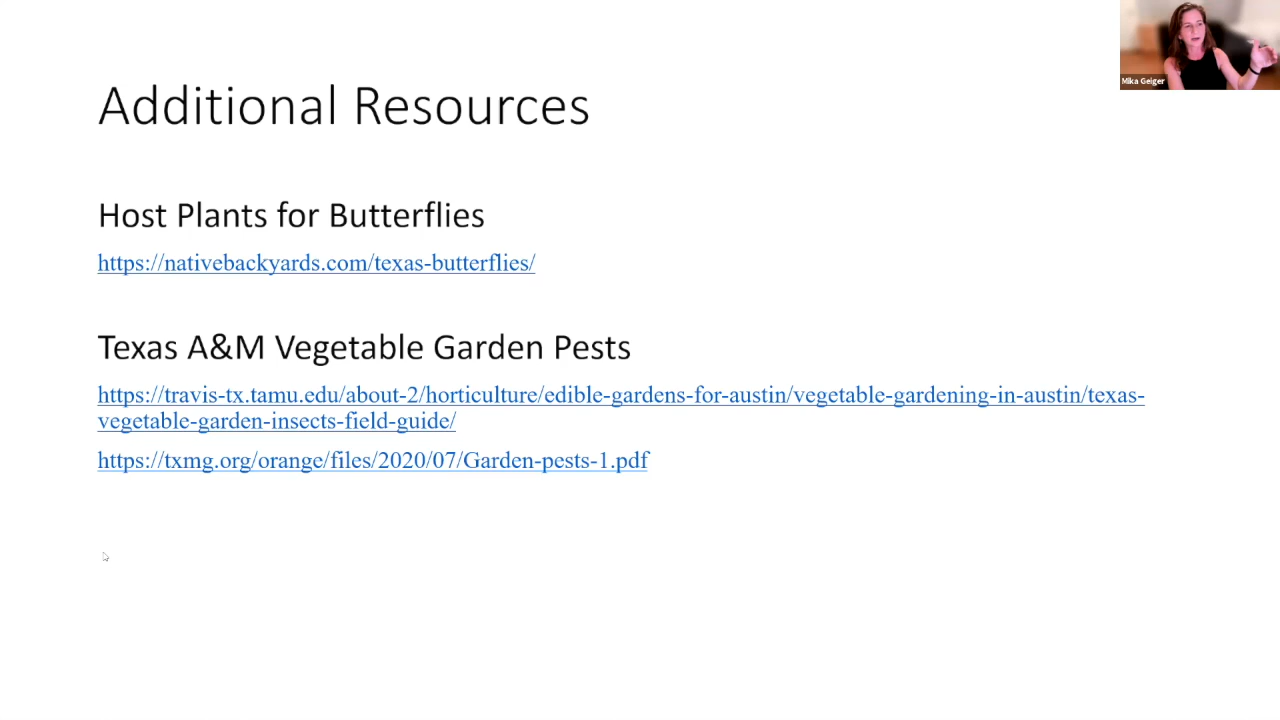 Mika Geiger
Additional Resources
Host Plants for Butterflies
https://nativebackyards.com/texas-butterflies/
Texas A&M Vegetable Garden Pests
https://travis-tx.tamu.edu/about-2/horticulture/edible-gardens-for-austin/vegetable-gardening-in-austin/texas-
vegetable-garden-insects-field-guide/
https://txmg.org/orange/files/2020/07/Garden-pests-1.pdf